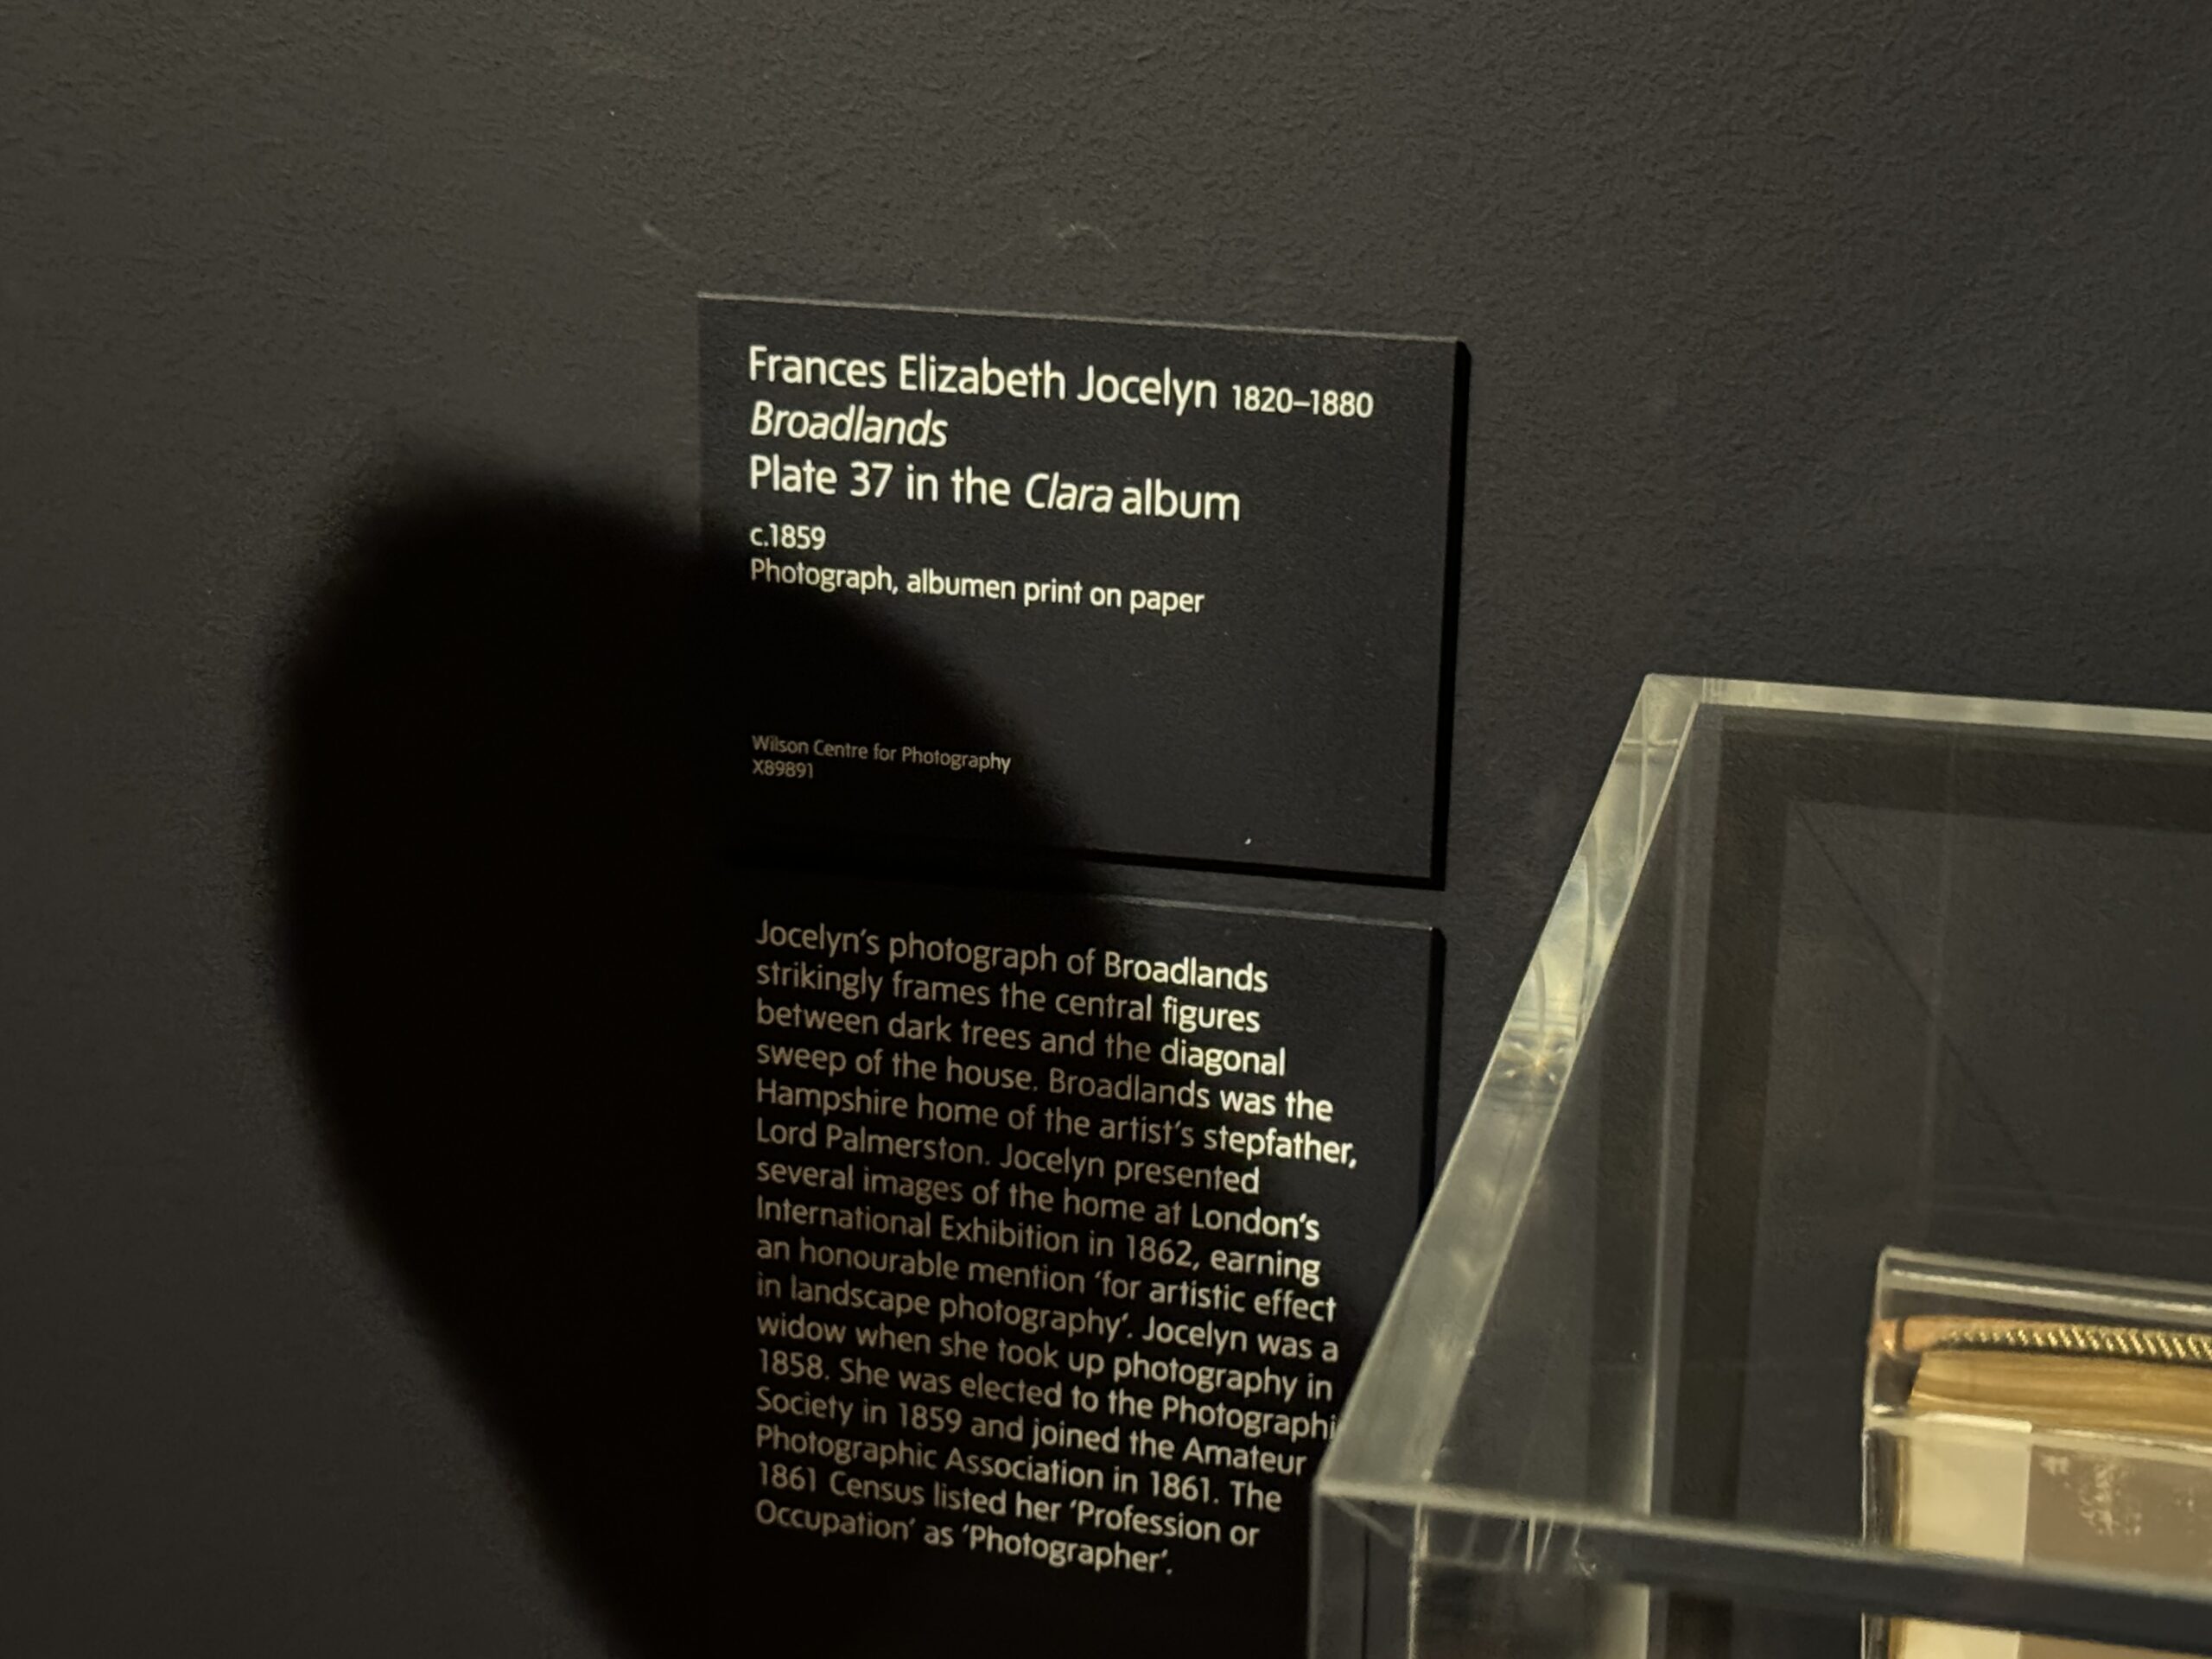 Frances Elizabeth Jocelyn 1820–1880
Broadlands
Plate 37 in the Clara album
c.1859
Photograph, albumen print on paper
Wilson Centre for Photography
X89891
Jocelyn's photograph of Broadlands
strikingly frames the central figures
between dark trees and the diagonal
sweep of the house. Broadlands was the
Hampshire home of the artist's stepfather,
Lord Palmerston. Jocelyn presented
several images of the home at London's
International Exhibition in 1862, earning
an honourable mention ‘for artistic effect
in landscape photography’. Jocelyn was a
widow when she took up photography in
1858. She was elected to the Photographi
Society in 1859 and joined the Amateur
Photographic Association in 1861. The
1861 Census listed her ‘Profession or
Occupation’ as ‘Photographer’.